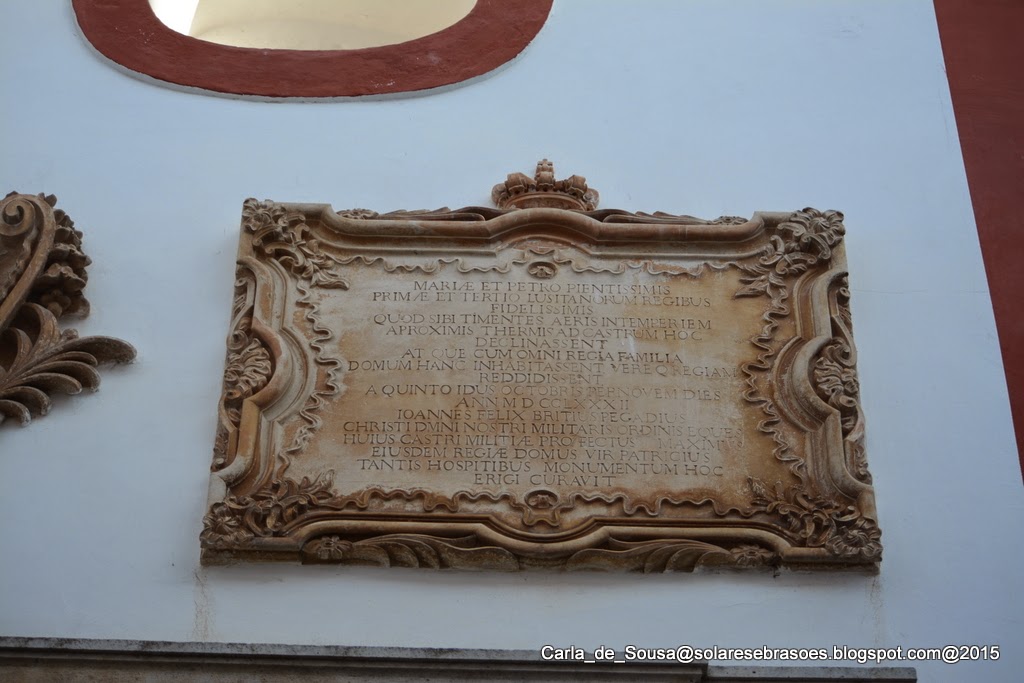 MARIÆ ET PETRO PIENTISSIMIS
PRIMÆ ET TERTIO LUSITANORUM REGIBUS
FIDELISSIMIS
QUOD SIBI TIMENTES AERIS INTEMPERIEM
APROXIMIS THERMIS AD CASTRUM HOC
DECLINASSENT
AT QUE CUM OMNI REGIA FAMILIA
DOMUM HANC INHABITASSENT VERE Q REGIAM
REDDIDISSENT
A QUINTO IDUS OCTOBRIS PER NOVEM DIES
ANN M D CCLXXXII
IOANNES FELIX BRITIUS PEGADIUS
CHRISTI DMNI NOSTRI MILITARIS ORDINIS EQUES
HUIUS CASTRI MILITIÆ PROFECTUS MAXIMUS
EIUSDEM REGIÆ DOMUS VIR PATRICIUS
TANTIS HOSPITIBUS MONUMENTUM HOC
ERIGI CURAVIT
Carla_de_Sousa@solaresebrasoes.blogspot.com@2015